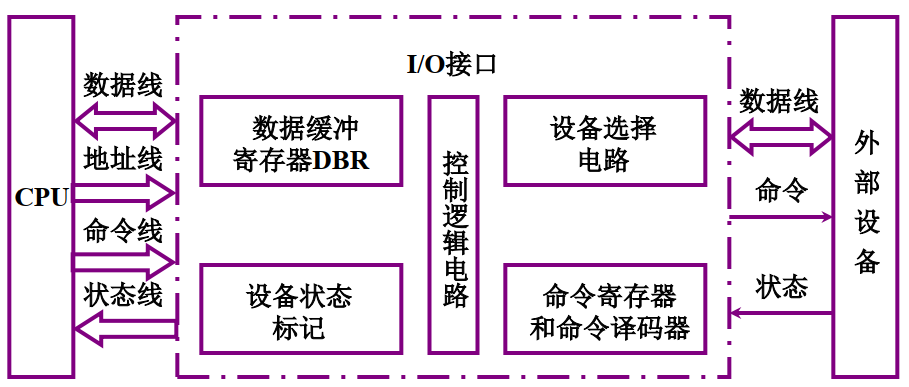 I/O接口
CPU
数据线
地址线
命令线
状态线
数据缓冲
寄存器DBR
设备状态
标记
控制逻辑电路
设备选择
电路
命令寄存器
和命令译码器
数据线
命令
状态
外部设备